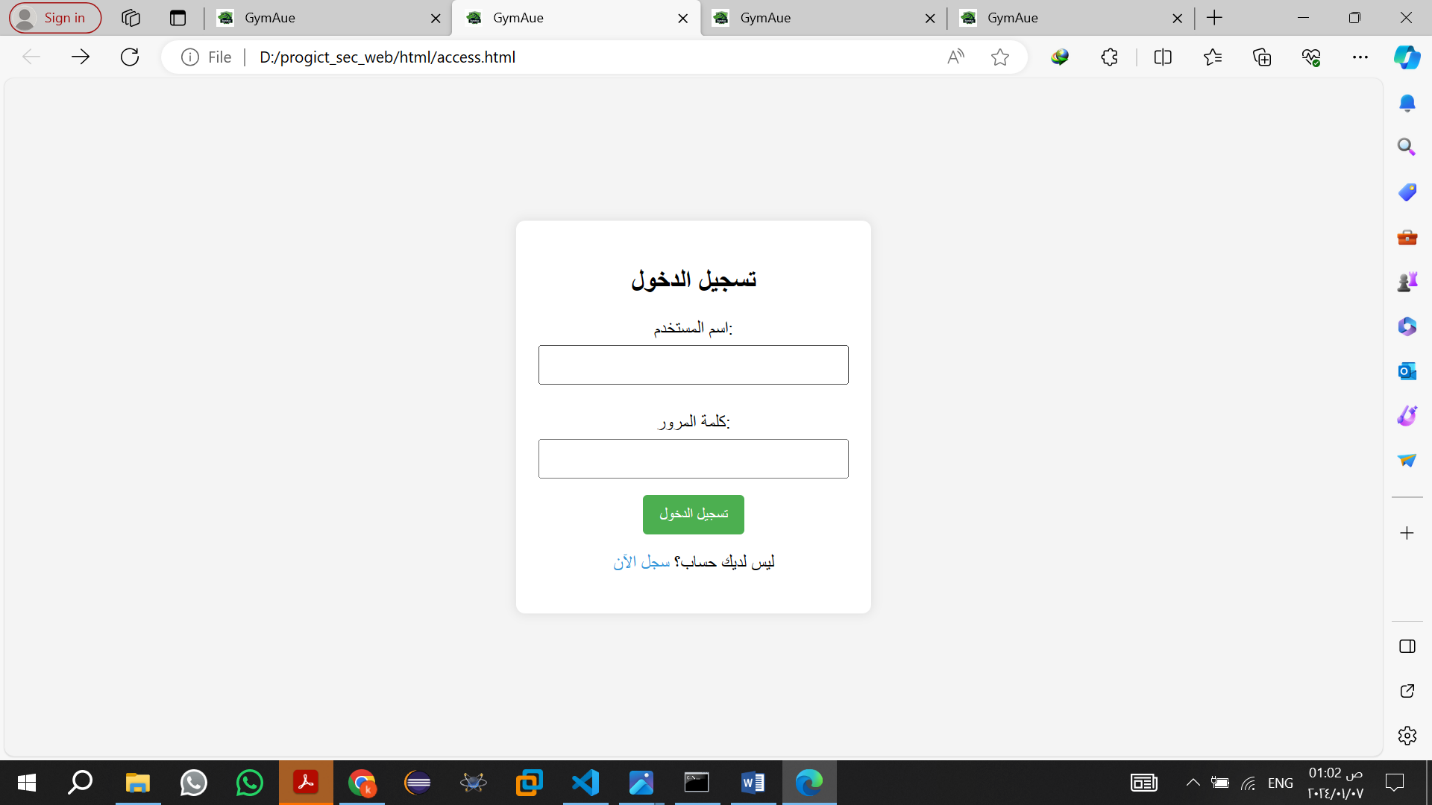 Sign in
GymAue
GymAue
GymAue
GymAue
File
D:/progict_sec_web/html/access.html
تسجيل الدخول
اسم المستخدم:
كلمة المرور:
تسجيل الدخول
ليس لديك حساب؟ سجل الآن
ENG
01:02 ص
٢٠٢٤/٠١/٠٧